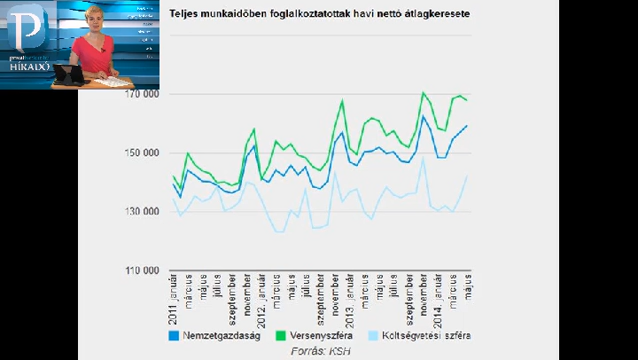 Teljes munkaidőben foglalkoztatottak havi nettó átlagkeresete
P
HÍRADÓ
170 000
150 000
130 000
110 000
2011. január
március
május
július
szeptember
november
2012. január
március
május
július
szeptember
november
2013. január
március
május
július
szeptember
november
2014. január
március
május
Nemzetgazdaság
Versenyszféra
Költségvetési szféra
Forrás: KSH